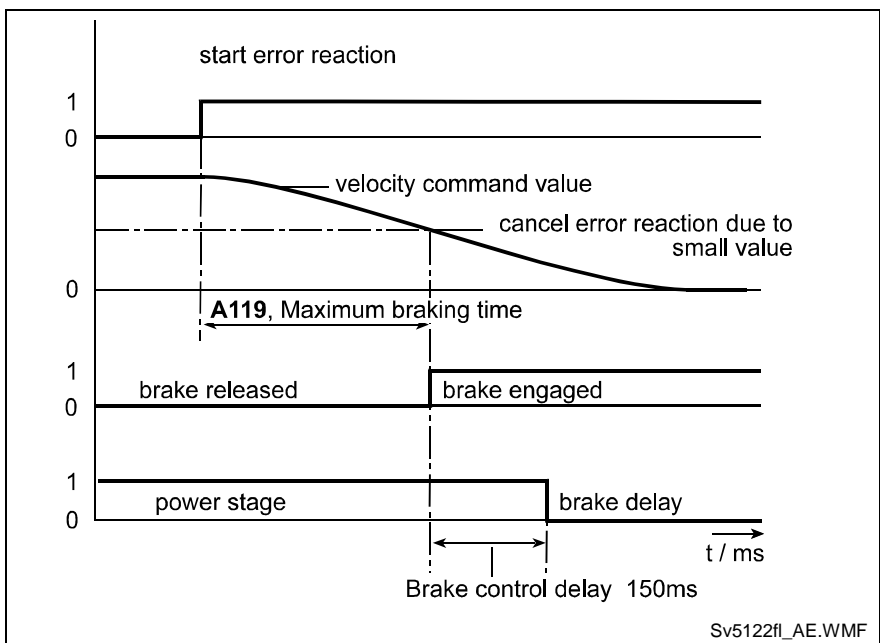 start error reaction
1
0
velocity command value
cancel error reaction due to
small value
0
A119, Maximum braking time
1
brake released
brake engaged
0
1
power stage
brake delay
0
t / ms
Brake control delay 150ms
Sv5122fl_AE.WMF